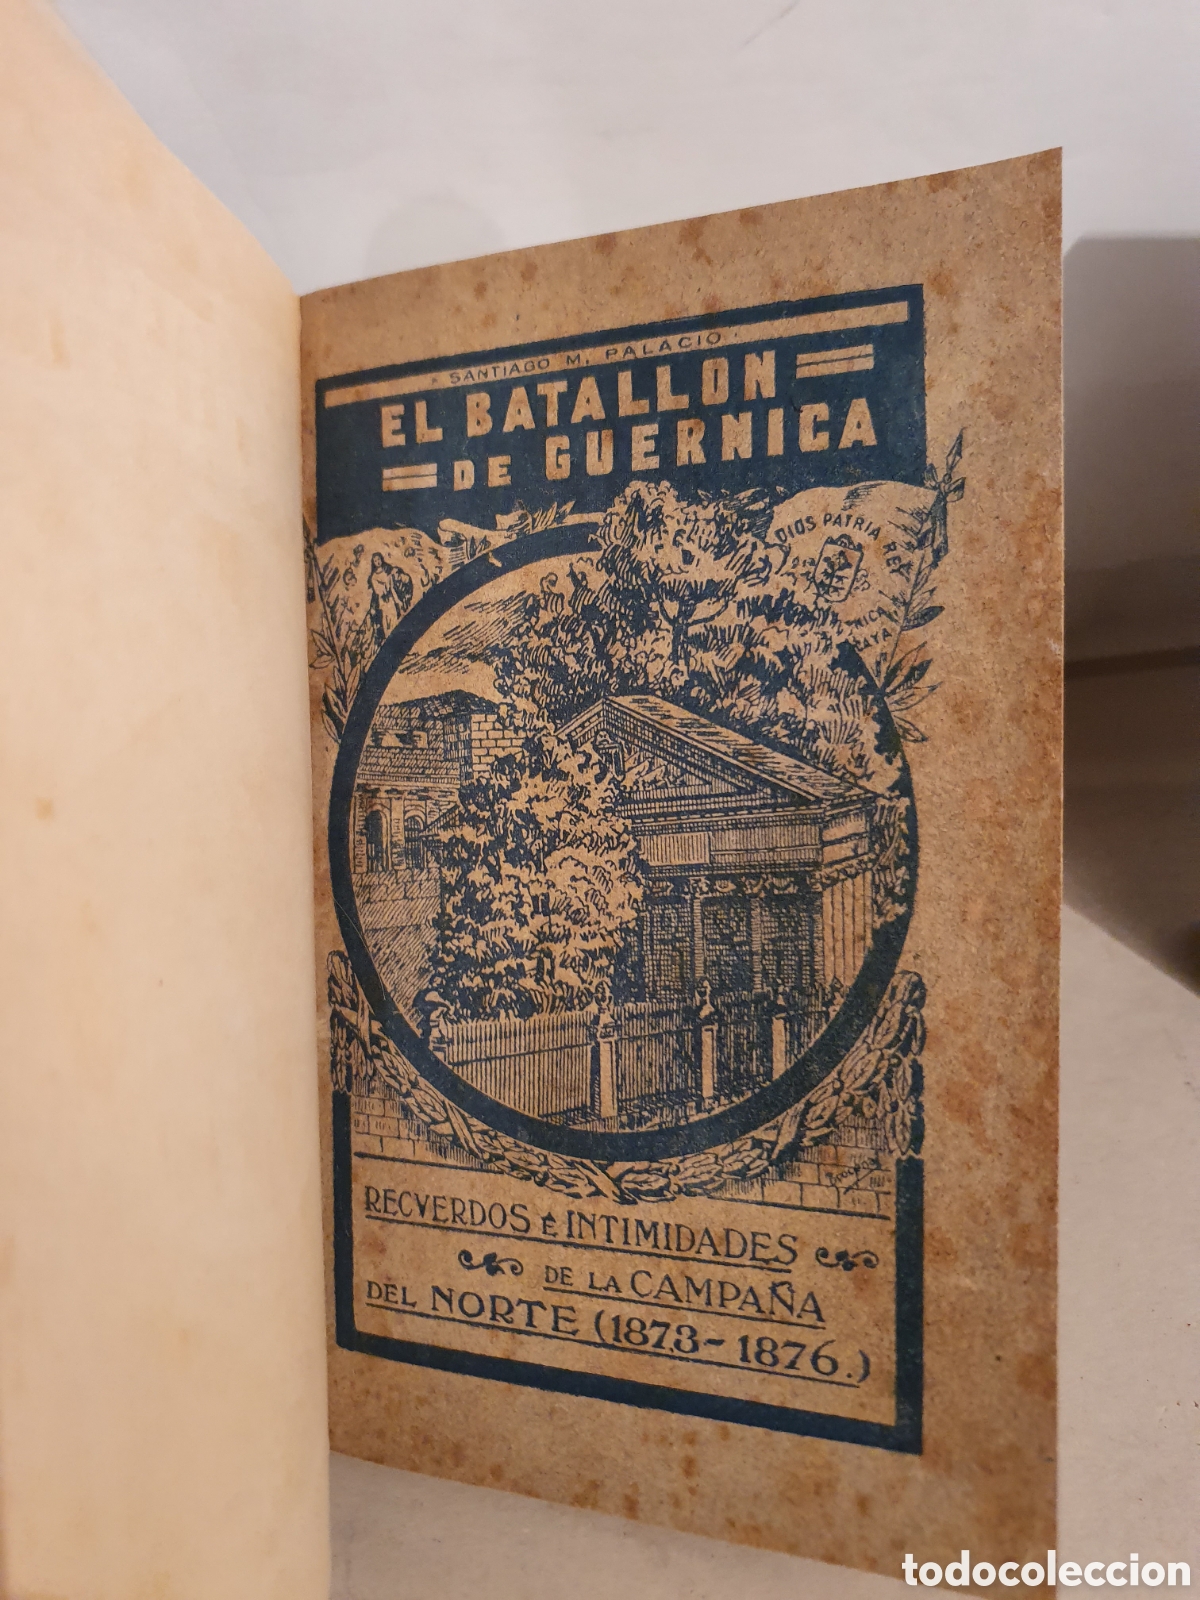 · SANTIAGO M. PALACIO ·
EL BATALLON
DE GUERNICA
DIOS PATRIA REY
RECVERDOS É INTIMIDADES
DE LA CAMPAÑA
DEL NORTE (1873-1876.)
todocoleccion